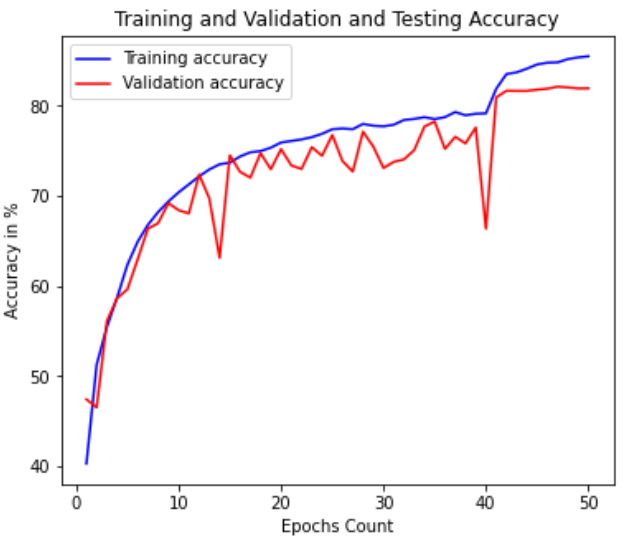 Training and Validation and Testing Accuracy
Training accuracy
Validation accuracy
Accuracy in %
80
70
60
50
40
0 10 20 30 40 50
Epochs Count